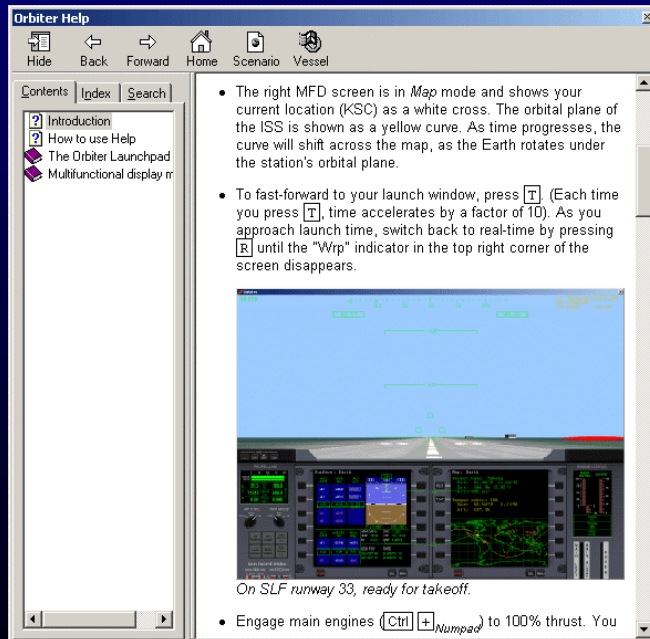 Orbiter Help
Hide Back Forward Home Scenario Vessel
Contents Index Search
Introduction
How to use Help
The Orbiter Launchpad
Multifunctional display m
• The right MFD screen is in Map mode and shows your
current location (KSC) as a white cross. The orbital plane of
the ISS is shown as a yellow curve. As time progresses, the
curve will shift across the map, as the Earth rotates under
the station's orbital plane.
• To fast-forward to your launch window, press T. (Each time
you press T, time accelerates by a factor of 10). As you
approach launch time, switch back to real-time by pressing
R until the "Wrp" indicator in the top right corner of the
screen disappears.
On SLF runway 33, ready for takeoff.
• Engage main engines (Ctrl + Numpad) to 100% thrust. You